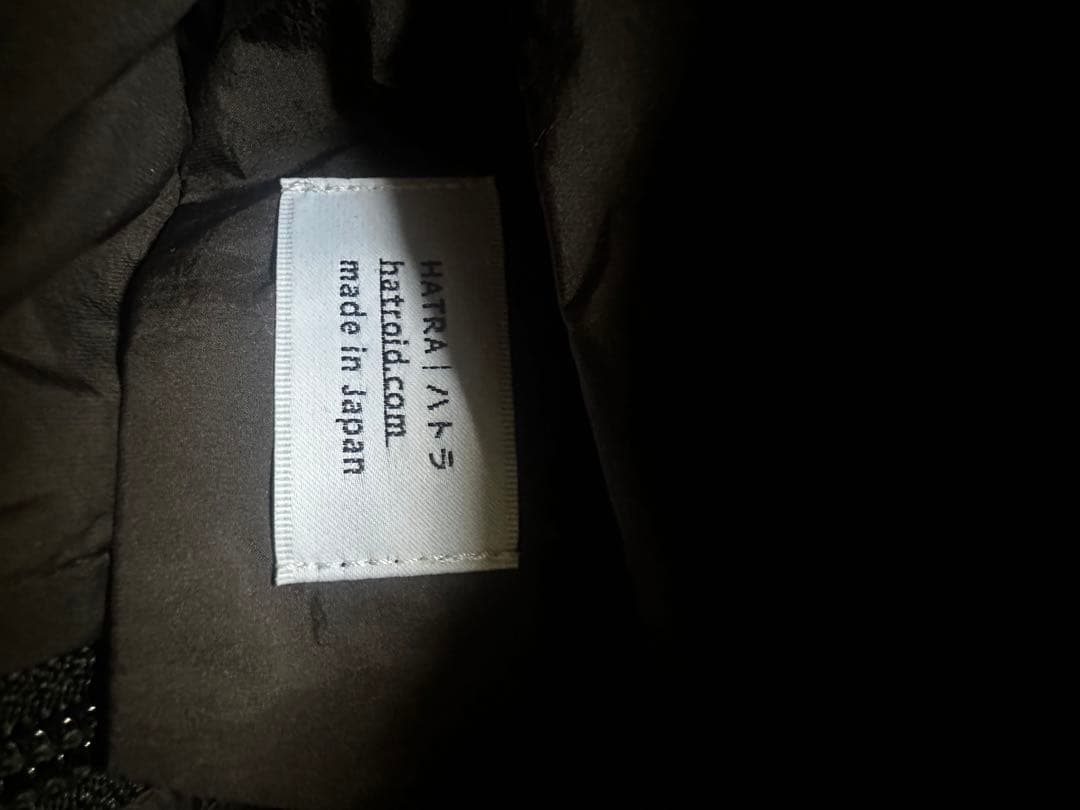 HATRA | ハトラ
hatroid.com
made in Japan